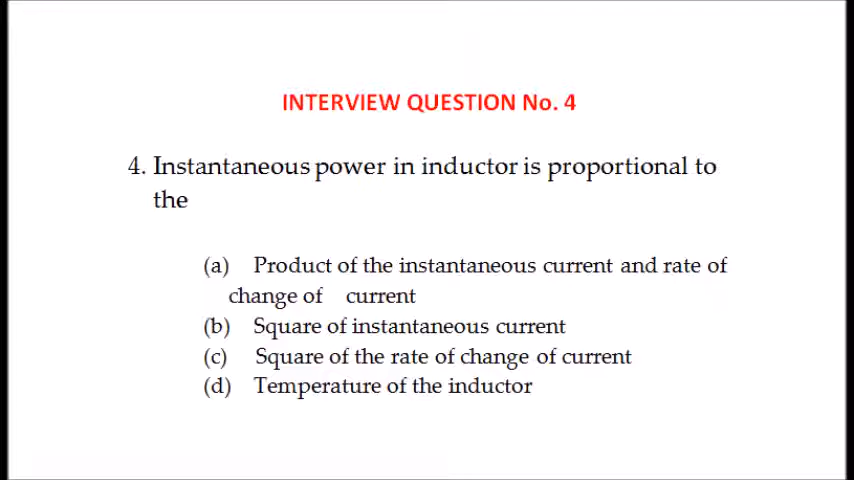 INTERVIEW QUESTION No. 4
4. Instantaneous power in inductor is proportional to
the
(a) Product of the instantaneous current and rate of
change of current
(b) Square of instantaneous current
(c) Square of the rate of change of current
(d) Temperature of the inductor